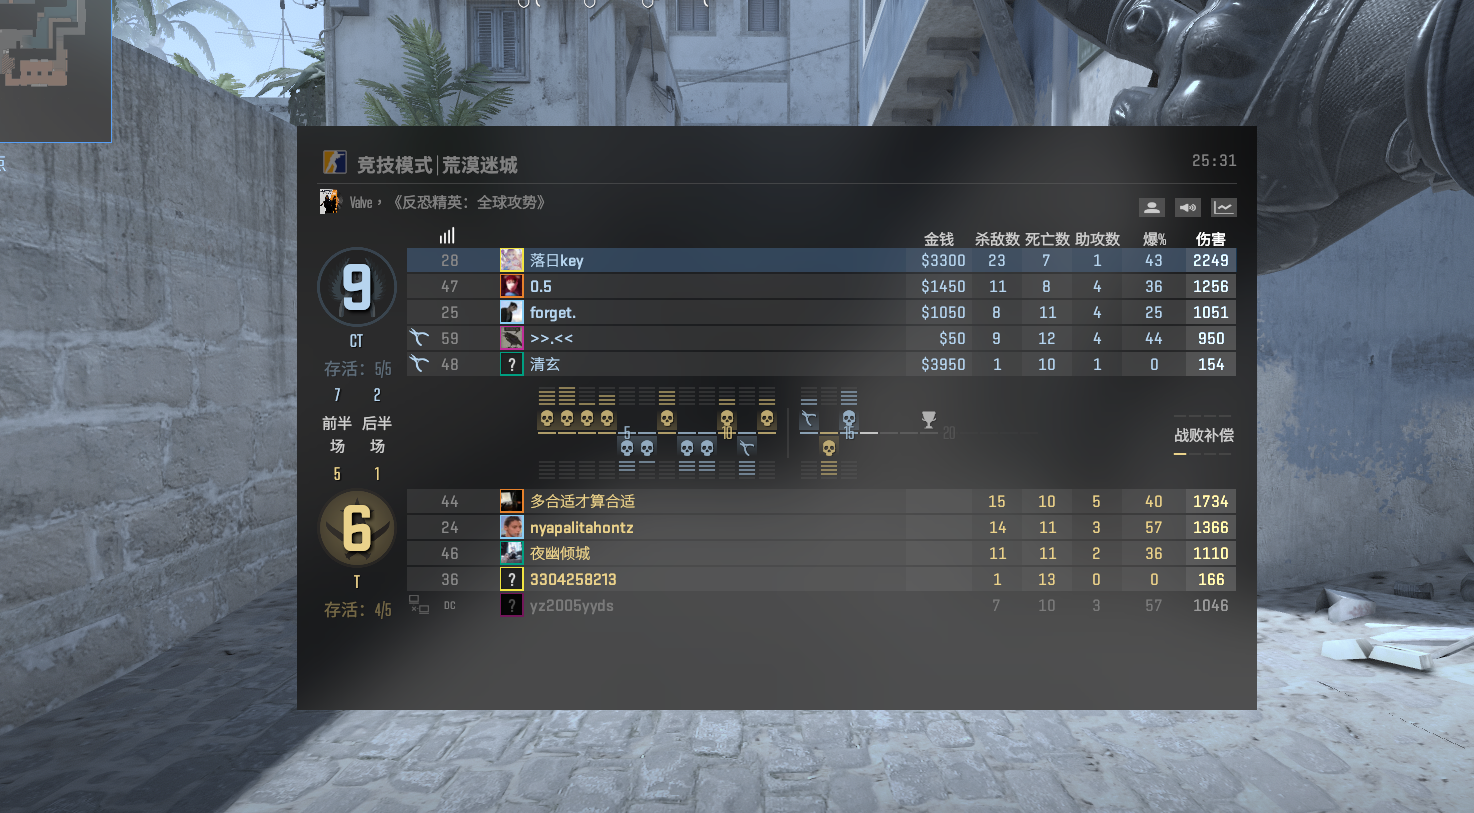 竞技模式|荒漠迷城
25:31
Valve，《反恐精英：全球攻势》
金钱 杀敌数 死亡数 助攻数 爆% 伤害
28 落日key $3300 23 7 1 43 2249
47 0.5 $1450 11 8 4 36 1256
25 forget. $1050 8 11 4 25 1051
59 >>.<< $50 9 12 4 44 950
48 ? 清玄 $3950 1 10 1 0 154
9
CT
存活：5/5
7 2
前半场 后半场
5 1
5 10 15 20
战败补偿
6
T
存活：4/5
44 多合适才算合适 15 10 5 40 1734
24 nyapalitahontz 14 11 3 57 1366
46 夜幽倾城 11 11 2 36 1110
36 ? 3304258213 1 13 0 0 166
DC ? yz2005yyds 7 10 3 57 1046